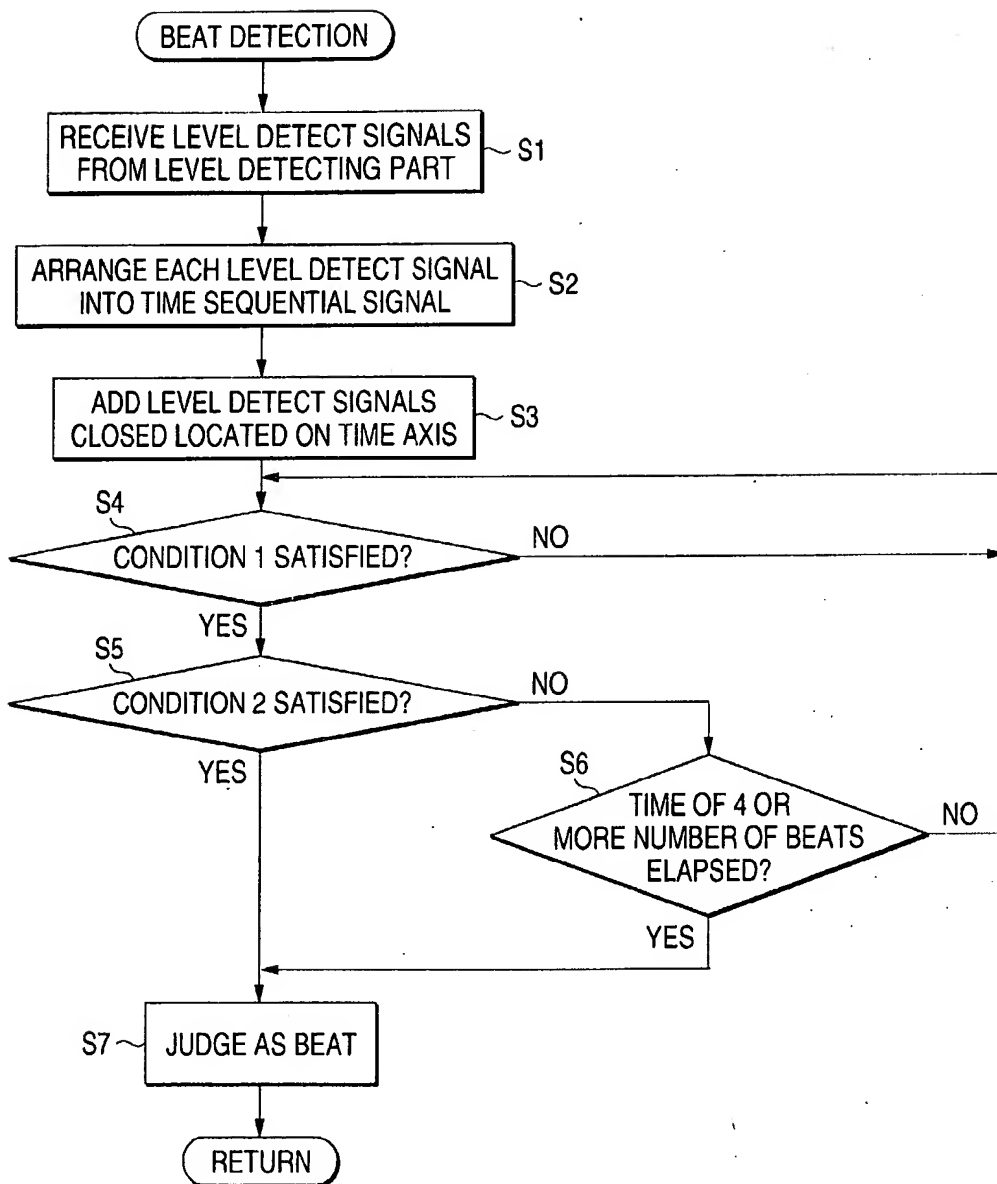 BEAT DETECTION
RECEIVE LEVEL DETECT SIGNALS
FROM LEVEL DETECTING PART
S1
ARRANGE EACH LEVEL DETECT SIGNAL
INTO TIME SEQUENTIAL SIGNAL
S2
ADD LEVEL DETECT SIGNALS
CLOSED LOCATED ON TIME AXIS
S3
S4
CONDITION 1 SATISFIED?
NO
YES
S5
CONDITION 2 SATISFIED?
NO
YES
S6
TIME OF 4 OR
MORE NUMBER OF BEATS
ELAPSED?
NO
YES
S7
JUDGE AS BEAT
RETURN